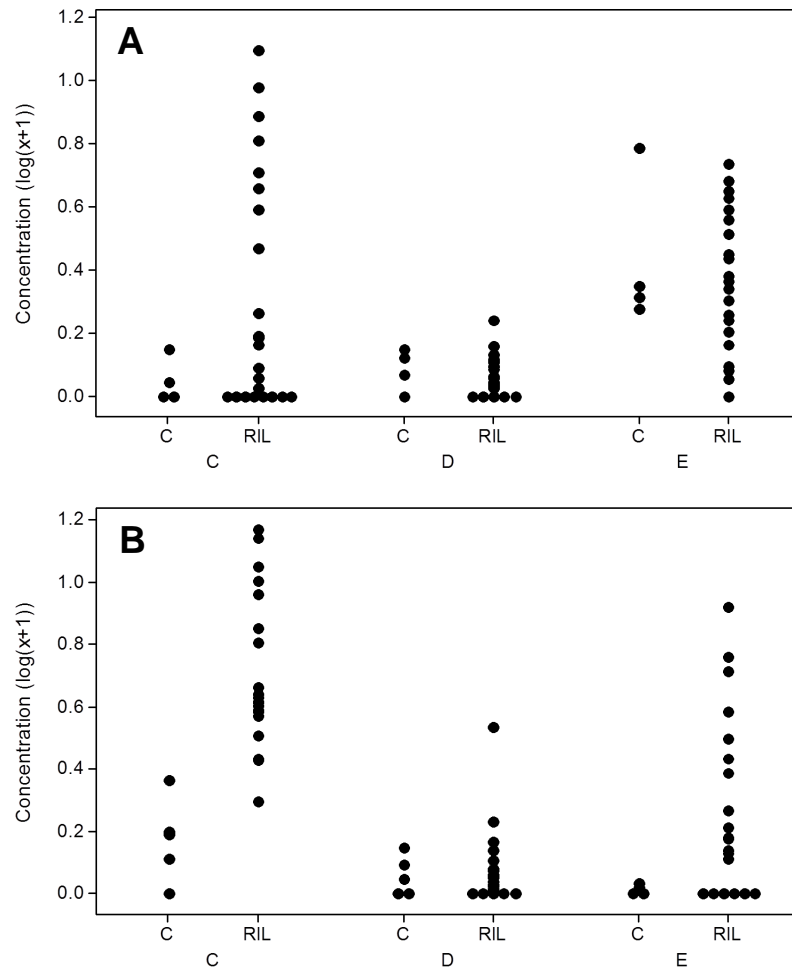 A
1.2
1.0
0.8
0.6
0.4
0.2
0.0
Concentration (log(x+1))
C RIL C RIL C RIL
C D E
B
1.2
1.0
0.8
0.6
0.4
0.2
0.0
Concentration (log(x+1))
C RIL C RIL C RIL
C D E